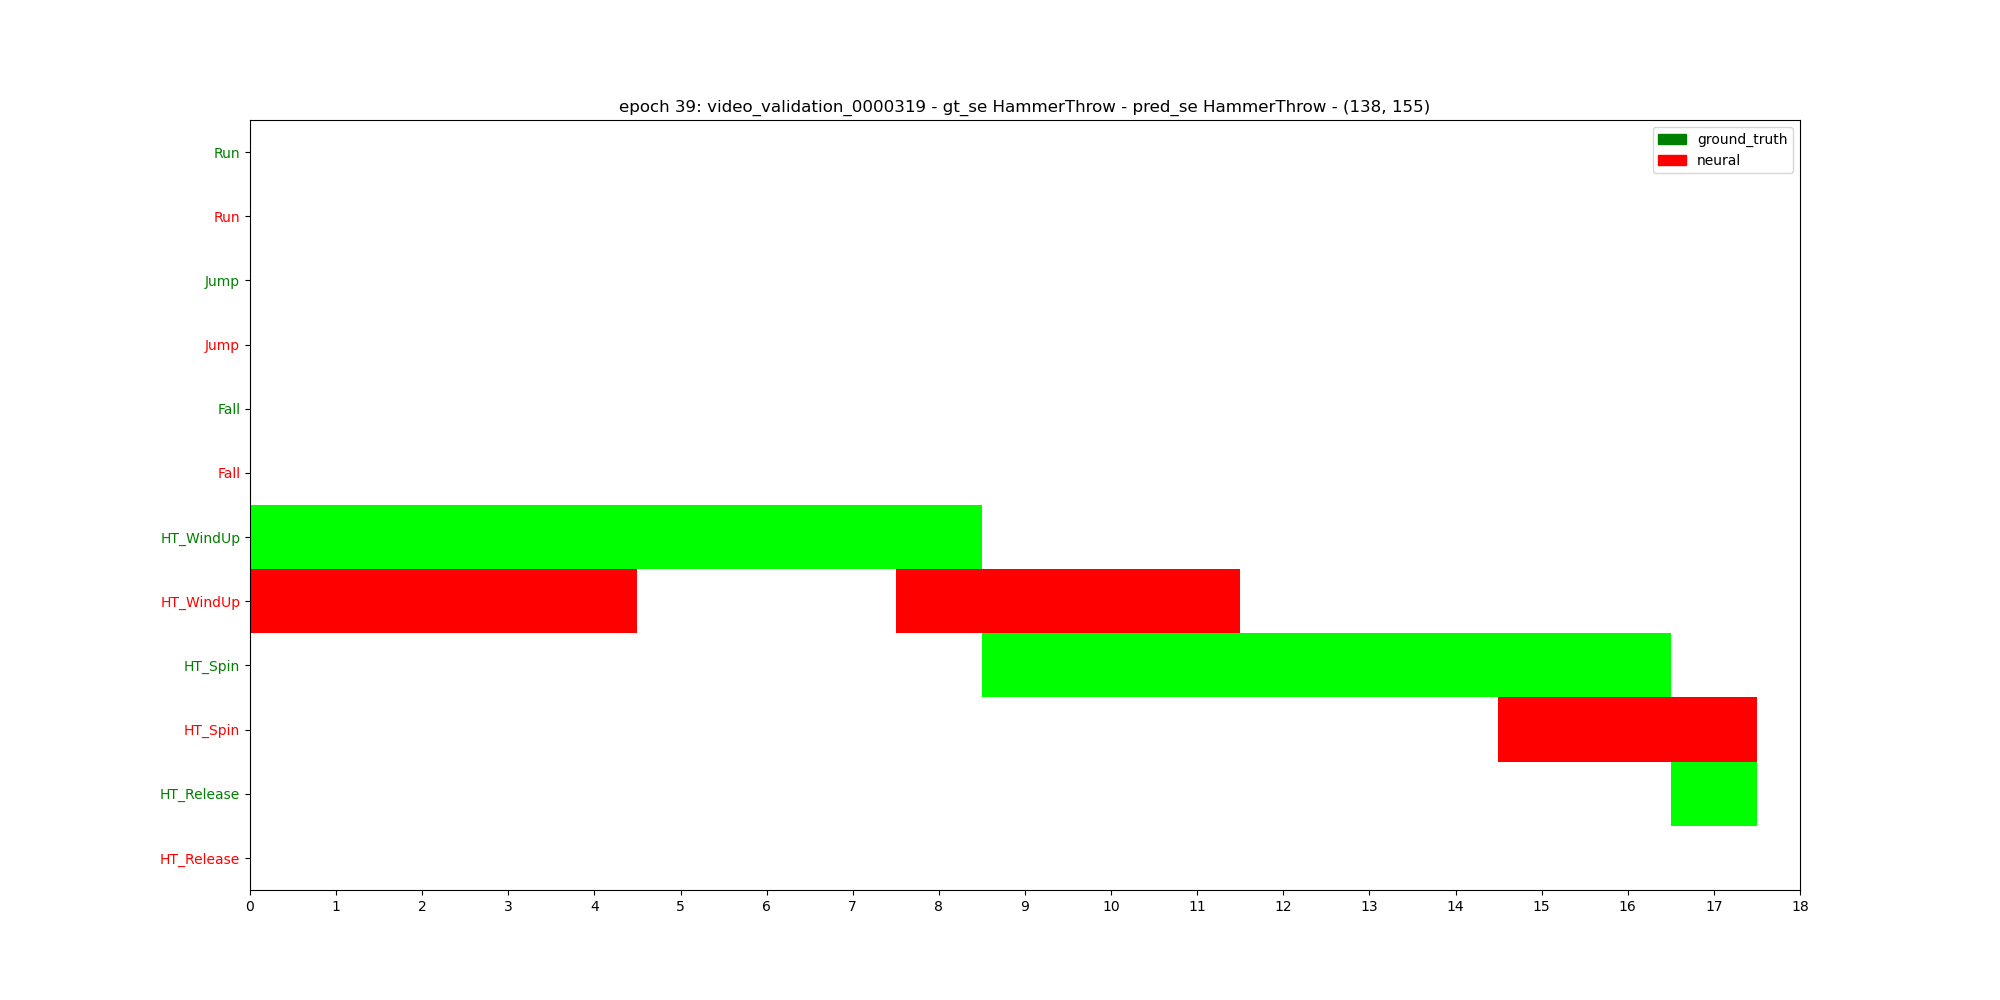 epoch 39: video_validation_0000319 - gt_se HammerThrow - pred_se HammerThrow - (138, 155)
ground_truth
neural
Run
Run
Jump
Jump
Fall
Fall
HT_WindUp
HT_WindUp
HT_Spin
HT_Spin
HT_Release
HT_Release
0 1 2 3 4 5 6 7 8 9 10 11 12 13 14 15 16 17 18